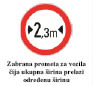 2,3m
Zabrana prometa za vozila
čija ukupna širina prelazi
određenu širinu